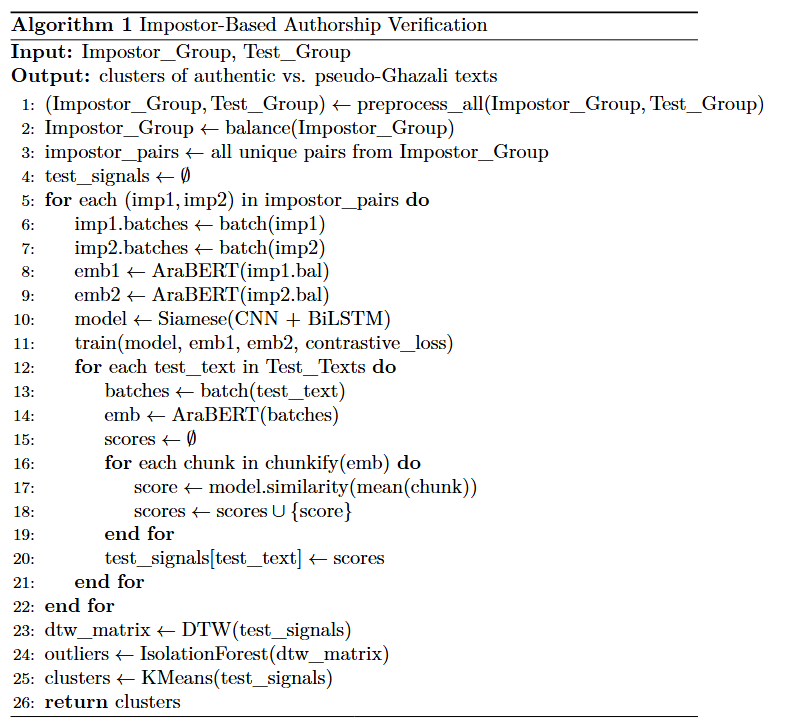 Algorithm 1 Impostor-Based Authorship Verification
Input: Impostor_Group, Test_Group
Output: clusters of authentic vs. pseudo-Ghazali texts
1: (Impostor_Group, Test_Group) ← preprocess_all(Impostor_Group, Test_Group)
2: Impostor_Group ← balance(Impostor_Group)
3: impostor_pairs ← all unique pairs from Impostor_Group
4: test_signals ← ∅
5: for each (imp1, imp2) in impostor_pairs do
6: imp1.batches ← batch(imp1)
7: imp2.batches ← batch(imp2)
8: emb1 ← AraBERT(imp1.bal)
9: emb2 ← AraBERT(imp2.bal)
10: model ← Siamese(CNN + BiLSTM)
11: train(model, emb1, emb2, contrastive_loss)
12: for each test_text in Test_Texts do
13: batches ← batch(test_text)
14: emb ← AraBERT(batches)
15: scores ← ∅
16: for each chunk in chunkify(emb) do
17: score ← model.similarity(mean(chunk))
18: scores ← scores ∪ {score}
19: end for
20: test_signals[test_text] ← scores
21: end for
22: end for
23: dtw_matrix ← DTW(test_signals)
24: outliers ← IsolationForest(dtw_matrix)
25: clusters ← KMeans(test_signals)
26: return clusters